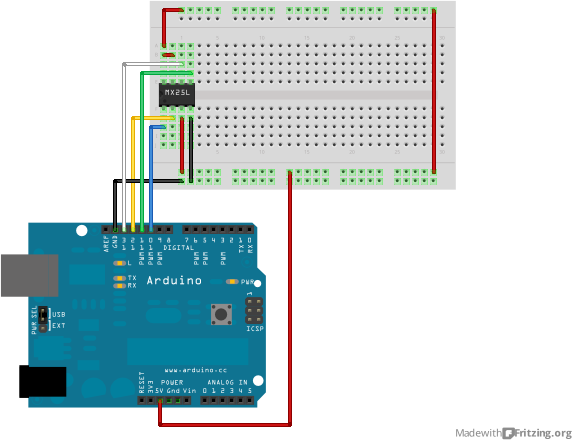 MX25L
AREF
GND
13
12
11
10
9
8
7
6
5
4
3
2
1
0
PWM
PWM
PWM
PWM
PWM
PWM
TX
RX
DIGITAL
L
TX
RX
Arduino
PWR
1
ICSP
PWR SEL
USB
EXT
www.arduino.cc
POWER
ANALOG IN
RESET
3V3
5V Gnd Vin
0 1 2 3 4 5
Made with Fritzing.org